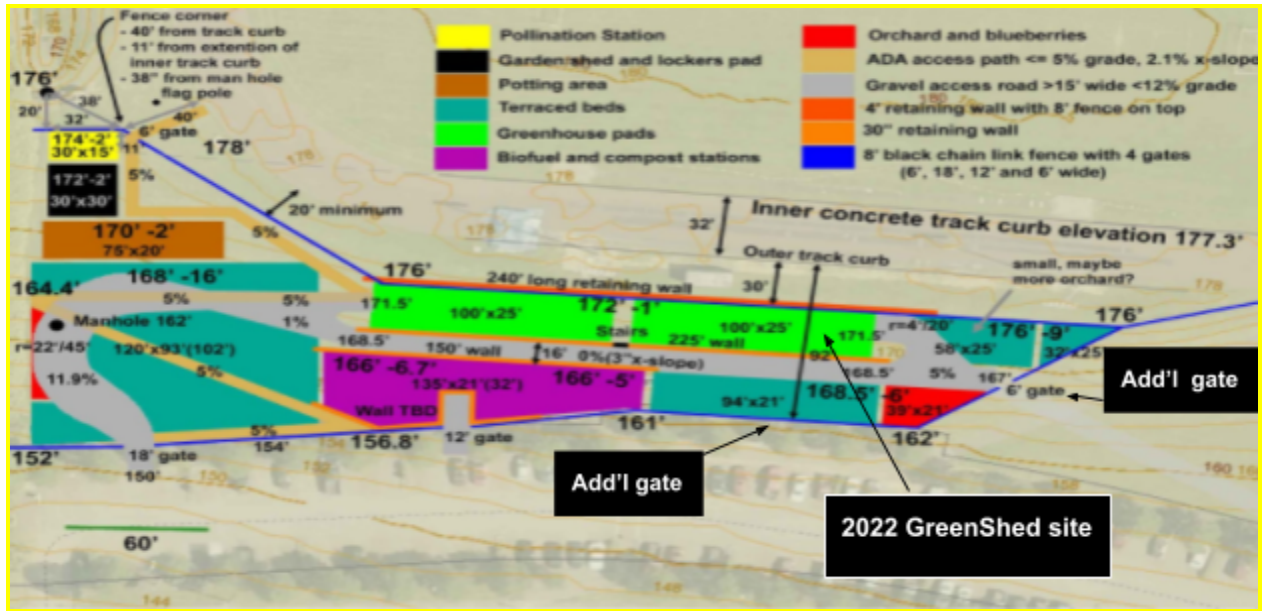 Fence corner
- 40' from track curb
- 11' from extention of
inner track curb
- 38" from man hole
flag pole
Pollination Station
Garden shed and lockers pad
Potting area
Terraced beds
Greenhouse pads
Biofuel and compost stations
Orchard and blueberries
ADA access path <= 5% grade, 2.1% x-slope
Gravel access road >15' wide <12% grade
4' retaining wall with 8' fence on top
30" retaining wall
8' black chain link fence with 4 gates
(6', 18', 12' and 6' wide)
176'
20'
38'
32'
40'
6' gate
11'
174'-2'
30'x15'
178'
172'-2'
30'x30'
5%
20' minimum
170' -2'
75'x20'
5%
32'
Inner concrete track curb elevation 177.3'
Outer track curb
30'
small, maybe
more orchard?
168' -16'
164.4'
5%
5%
176'
240' long retaining wall
171.5'
100'x25'
172' -1'
100'x25'
171.5'
r=4'/20'
176' -9'
176'
58'x25'
32'x25'
Manhole 162'
1%
Stairs
225' wall
168.5'
150' wall
16' 0%(3"x-slope)
92'
170
168.5'
5%
167'
6' gate
Add'l gate
r=22'/45'
120'x93'(102')
11.9%
5%
166' -6.7'
135'x21'(32')
166' -5'
94'x21'
168.5' -6'
39'x21'
Wall TBD
5%
154'
156.8'
12' gate
161'
162'
152'
18' gate
150'
Add'l gate
2022 GreenShed site
60'
178
176
178
160
158
144
146